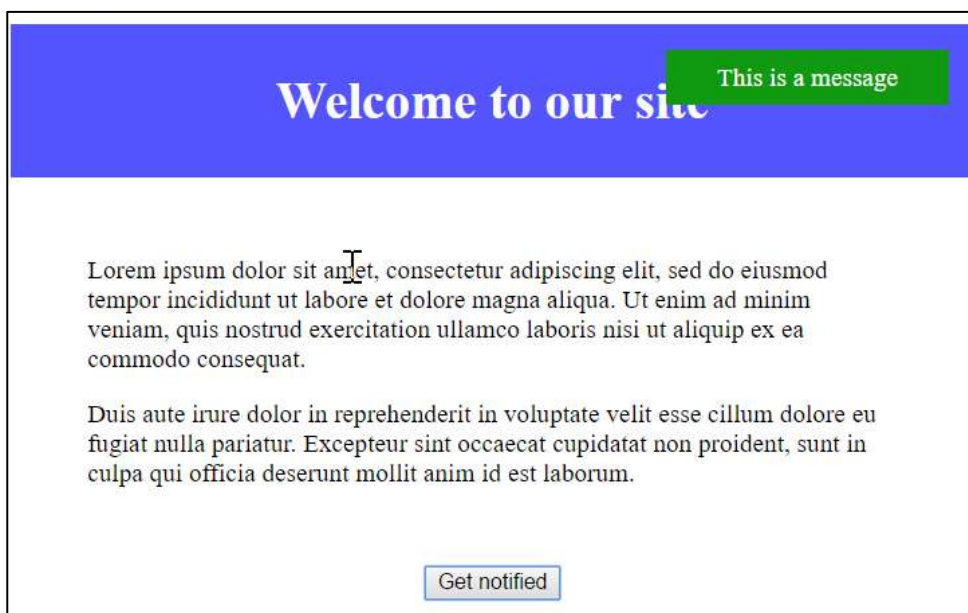 Welcome to our site
This is a message
Lorem ipsum dolor sit amet, consectetur adipiscing elit, sed do eiusmod
tempor incididunt ut labore et dolore magna aliqua. Ut enim ad minim
veniam, quis nostrud exercitation ullamco laboris nisi ut aliquip ex ea
commodo consequat.
Duis aute irure dolor in reprehenderit in voluptate velit esse cillum dolore eu
fugiat nulla pariatur. Excepteur sint occaecat cupidatat non proident, sunt in
culpa qui officia deserunt mollit anim id est laborum.
Get notified